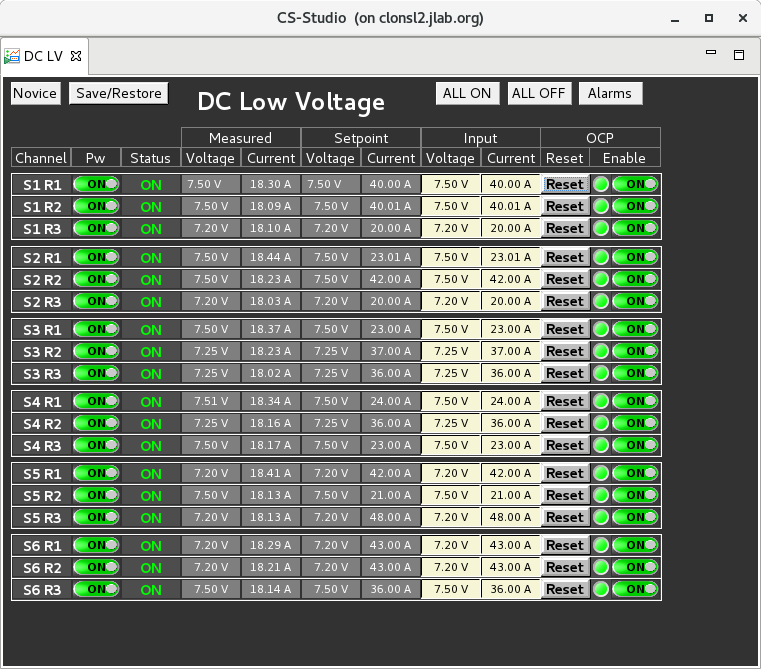 CS-Studio (on clonsl2.jlab.org)
DC LV
Novice Save/Restore DC Low Voltage ALL ON ALL OFF Alarms
Measured Setpoint Input OCP
Channel Pw Status Voltage Current Voltage Current Voltage Current Reset Enable
S1 R1 ON ON 7.50 V 18.30 A 7.50 V 40.00 A 7.50 V 40.00 A Reset ON
S1 R2 ON ON 7.50 V 18.09 A 7.50 V 40.01 A 7.50 V 40.01 A Reset ON
S1 R3 ON ON 7.20 V 18.10 A 7.20 V 20.00 A 7.20 V 20.00 A Reset ON
S2 R1 ON ON 7.50 V 18.44 A 7.50 V 23.01 A 7.50 V 23.01 A Reset ON
S2 R2 ON ON 7.50 V 18.23 A 7.50 V 42.00 A 7.50 V 42.00 A Reset ON
S2 R3 ON ON 7.20 V 18.03 A 7.20 V 20.00 A 7.20 V 20.00 A Reset ON
S3 R1 ON ON 7.50 V 18.37 A 7.50 V 23.00 A 7.50 V 23.00 A Reset ON
S3 R2 ON ON 7.25 V 18.23 A 7.25 V 37.00 A 7.25 V 37.00 A Reset ON
S3 R3 ON ON 7.25 V 18.02 A 7.25 V 36.00 A 7.25 V 36.00 A Reset ON
S4 R1 ON ON 7.51 V 18.34 A 7.50 V 24.00 A 7.50 V 24.00 A Reset ON
S4 R2 ON ON 7.25 V 18.16 A 7.25 V 36.00 A 7.25 V 36.00 A Reset ON
S4 R3 ON ON 7.50 V 18.17 A 7.50 V 23.00 A 7.50 V 23.00 A Reset ON
S5 R1 ON ON 7.20 V 18.41 A 7.20 V 42.00 A 7.20 V 42.00 A Reset ON
S5 R2 ON ON 7.50 V 18.13 A 7.50 V 21.00 A 7.50 V 21.00 A Reset ON
S5 R3 ON ON 7.20 V 18.13 A 7.20 V 48.00 A 7.20 V 48.00 A Reset ON
S6 R1 ON ON 7.20 V 18.29 A 7.20 V 43.00 A 7.20 V 43.00 A Reset ON
S6 R2 ON ON 7.20 V 18.21 A 7.20 V 43.00 A 7.20 V 43.00 A Reset ON
S6 R3 ON ON 7.50 V 18.14 A 7.50 V 36.00 A 7.50 V 36.00 A Reset ON